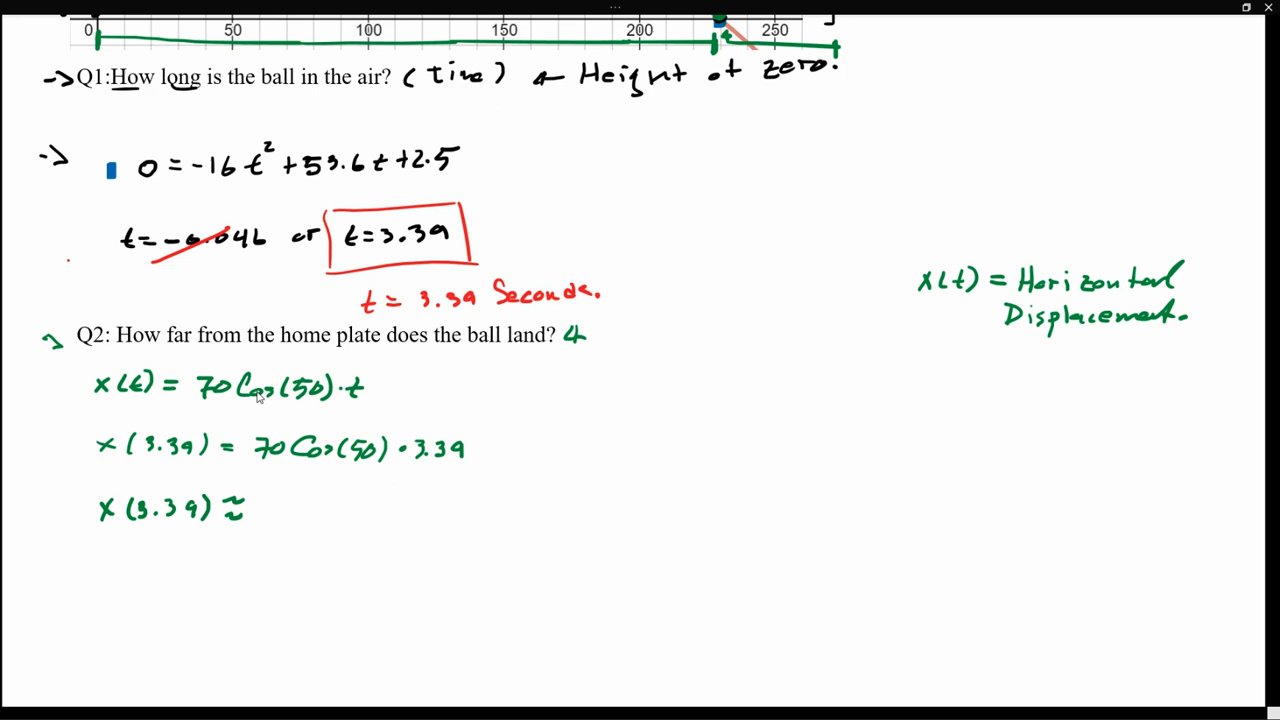 0 50 100 150 200 250
->Q1:How long is the ball in the air? (time) ← Height of zero.
-> 0 = -16t² + 53.6t + 2.5
t = -0.046 or t = 3.39
t = 3.39 Seconds.
x(t) = Horizontal
Displacement.
Q2: How far from the home plate does the ball land?
x(t) = 70 Cos(50)·t
x(3.39) = 70 Cos(50)·3.39
x(3.39) ≈